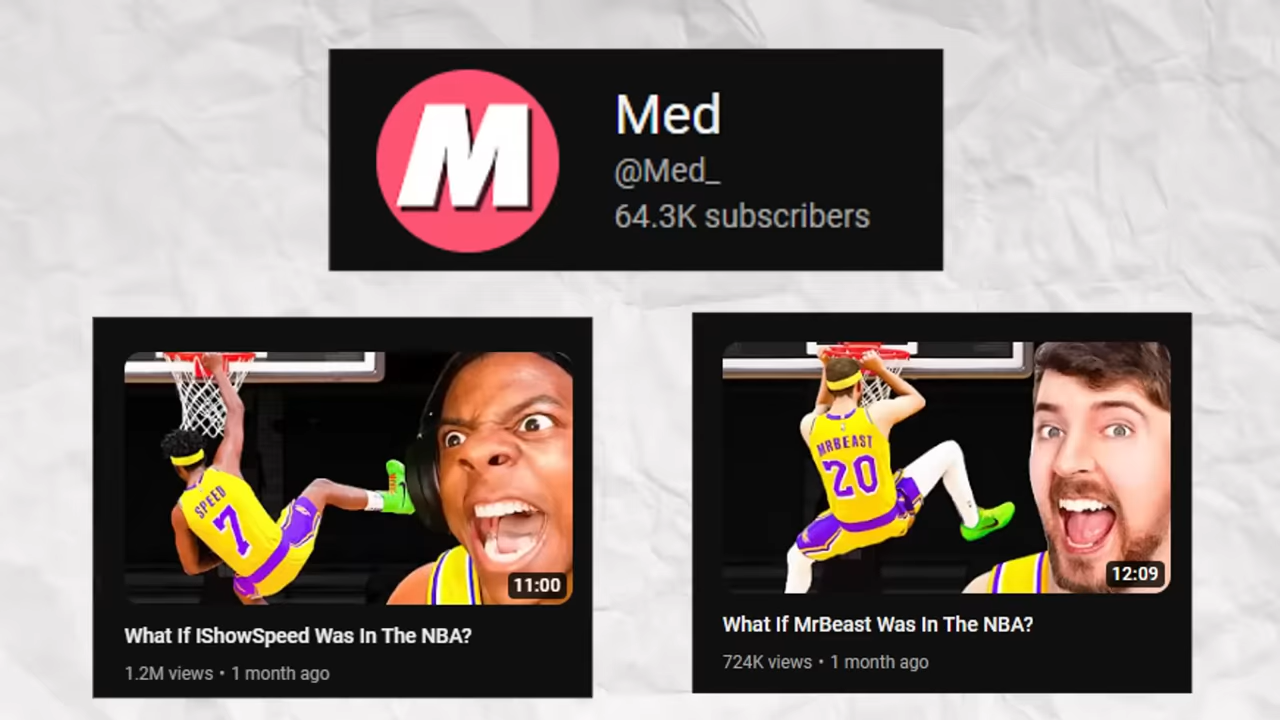 M
Med
@Med_
64.3K subscribers
SPEED
7
11:00
What If IShowSpeed Was In The NBA?
1.2M views • 1 month ago
MRBEAST
20
12:09
What If MrBeast Was In The NBA?
724K views • 1 month ago